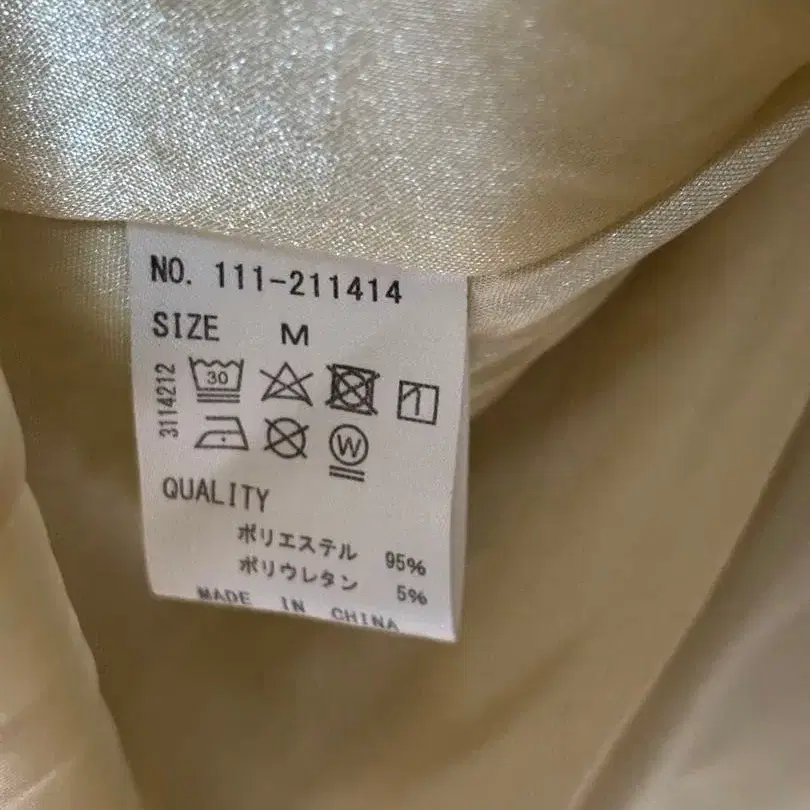 NO. 111-211414
SIZE M
3114212
30
W
QUALITY
ポリエステル 95%
ポリウレタン 5%
MADE IN CHINA